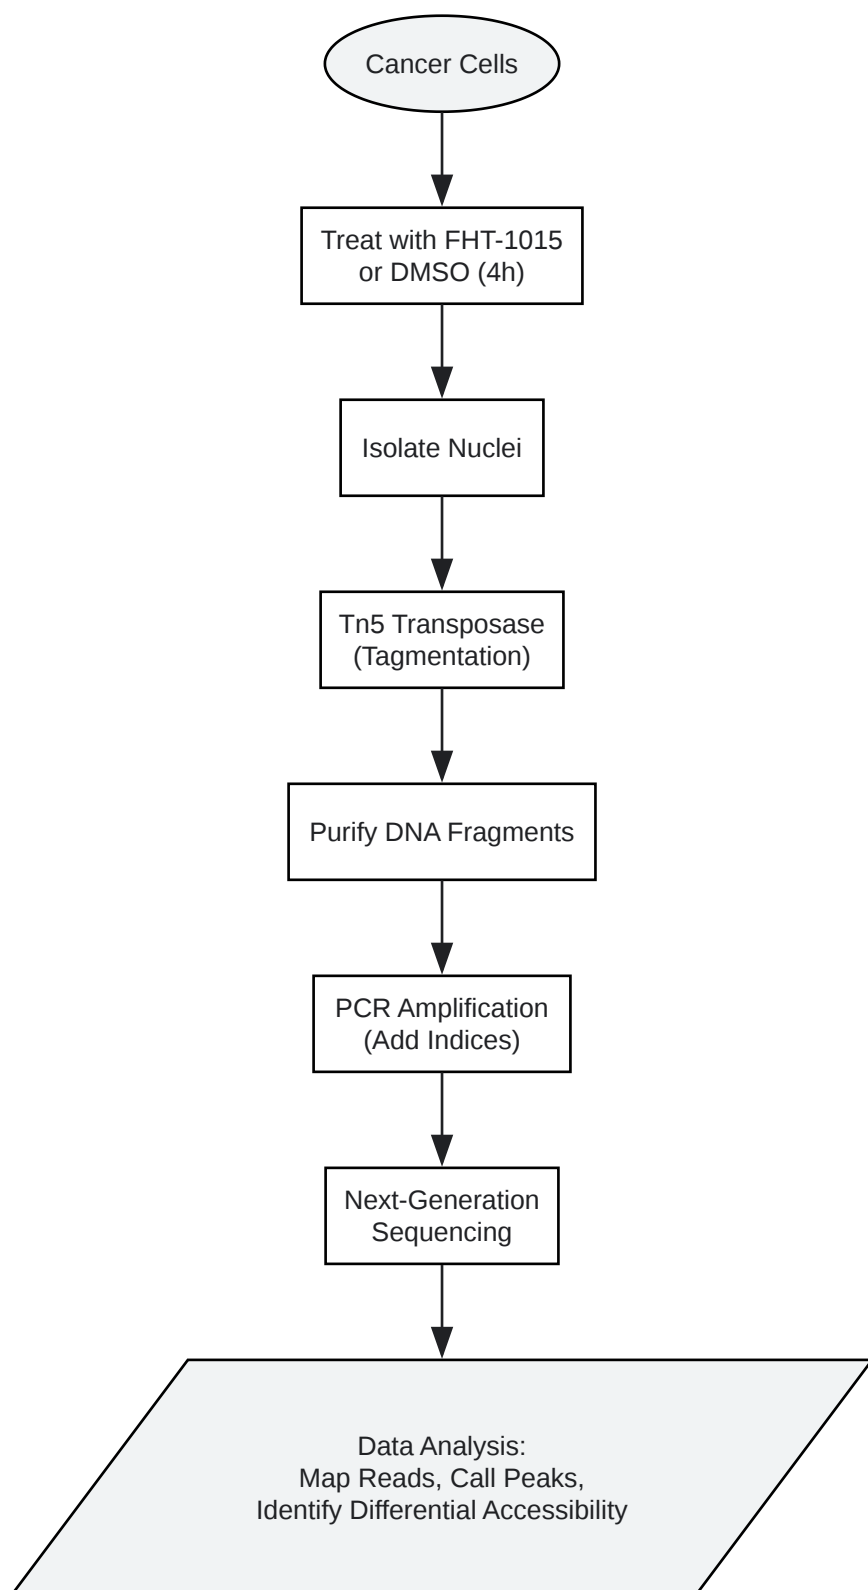 Cancer Cells
Treat with FHT-1015
or DMSO (4h)
Isolate Nuclei
Tn5 Transposase
(Tagmentation)
Purify DNA Fragments
PCR Amplification
(Add Indices)
Next-Generation
Sequencing
Data Analysis:
Map Reads, Call Peaks,
Identify Differential Accessibility